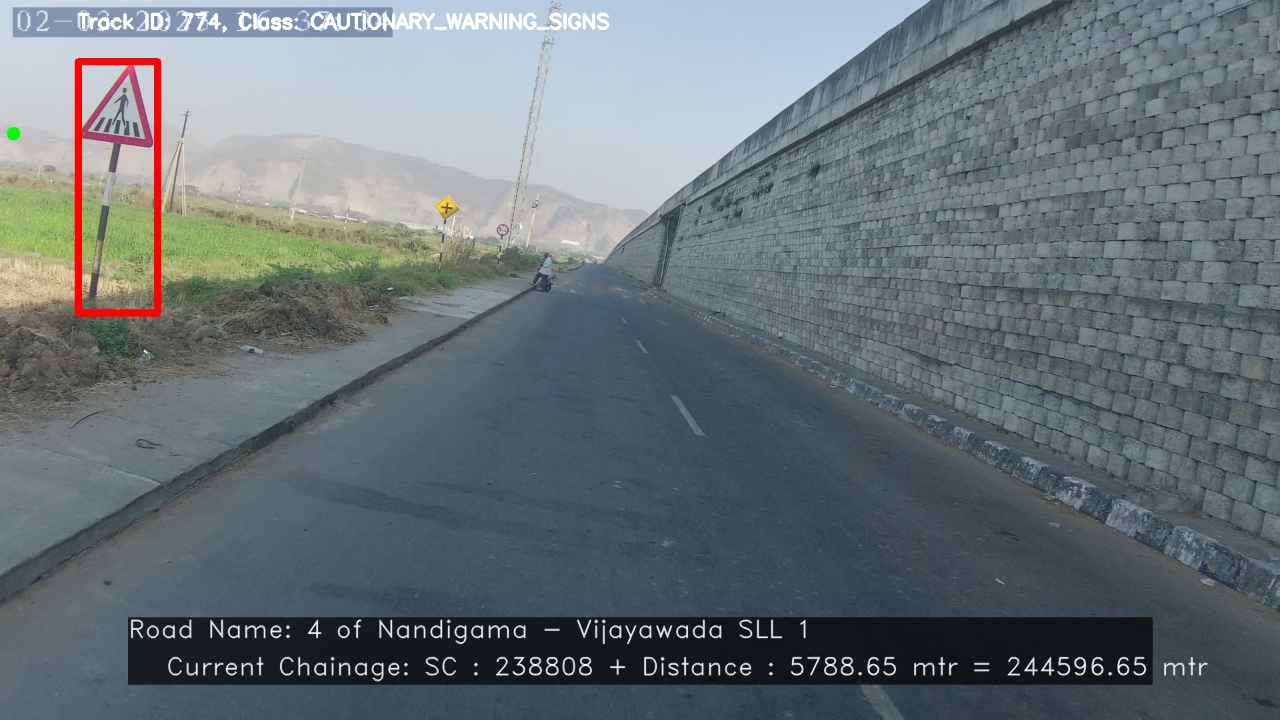 Track ID: 774, Class: CAUTIONARY_WARNING_SIGNS
Road Name: 4 of Nandigama - Vijayawada SLL 1
Current Chainage: SC : 238808 + Distance : 5788.65 mtr = 244596.65 mtr